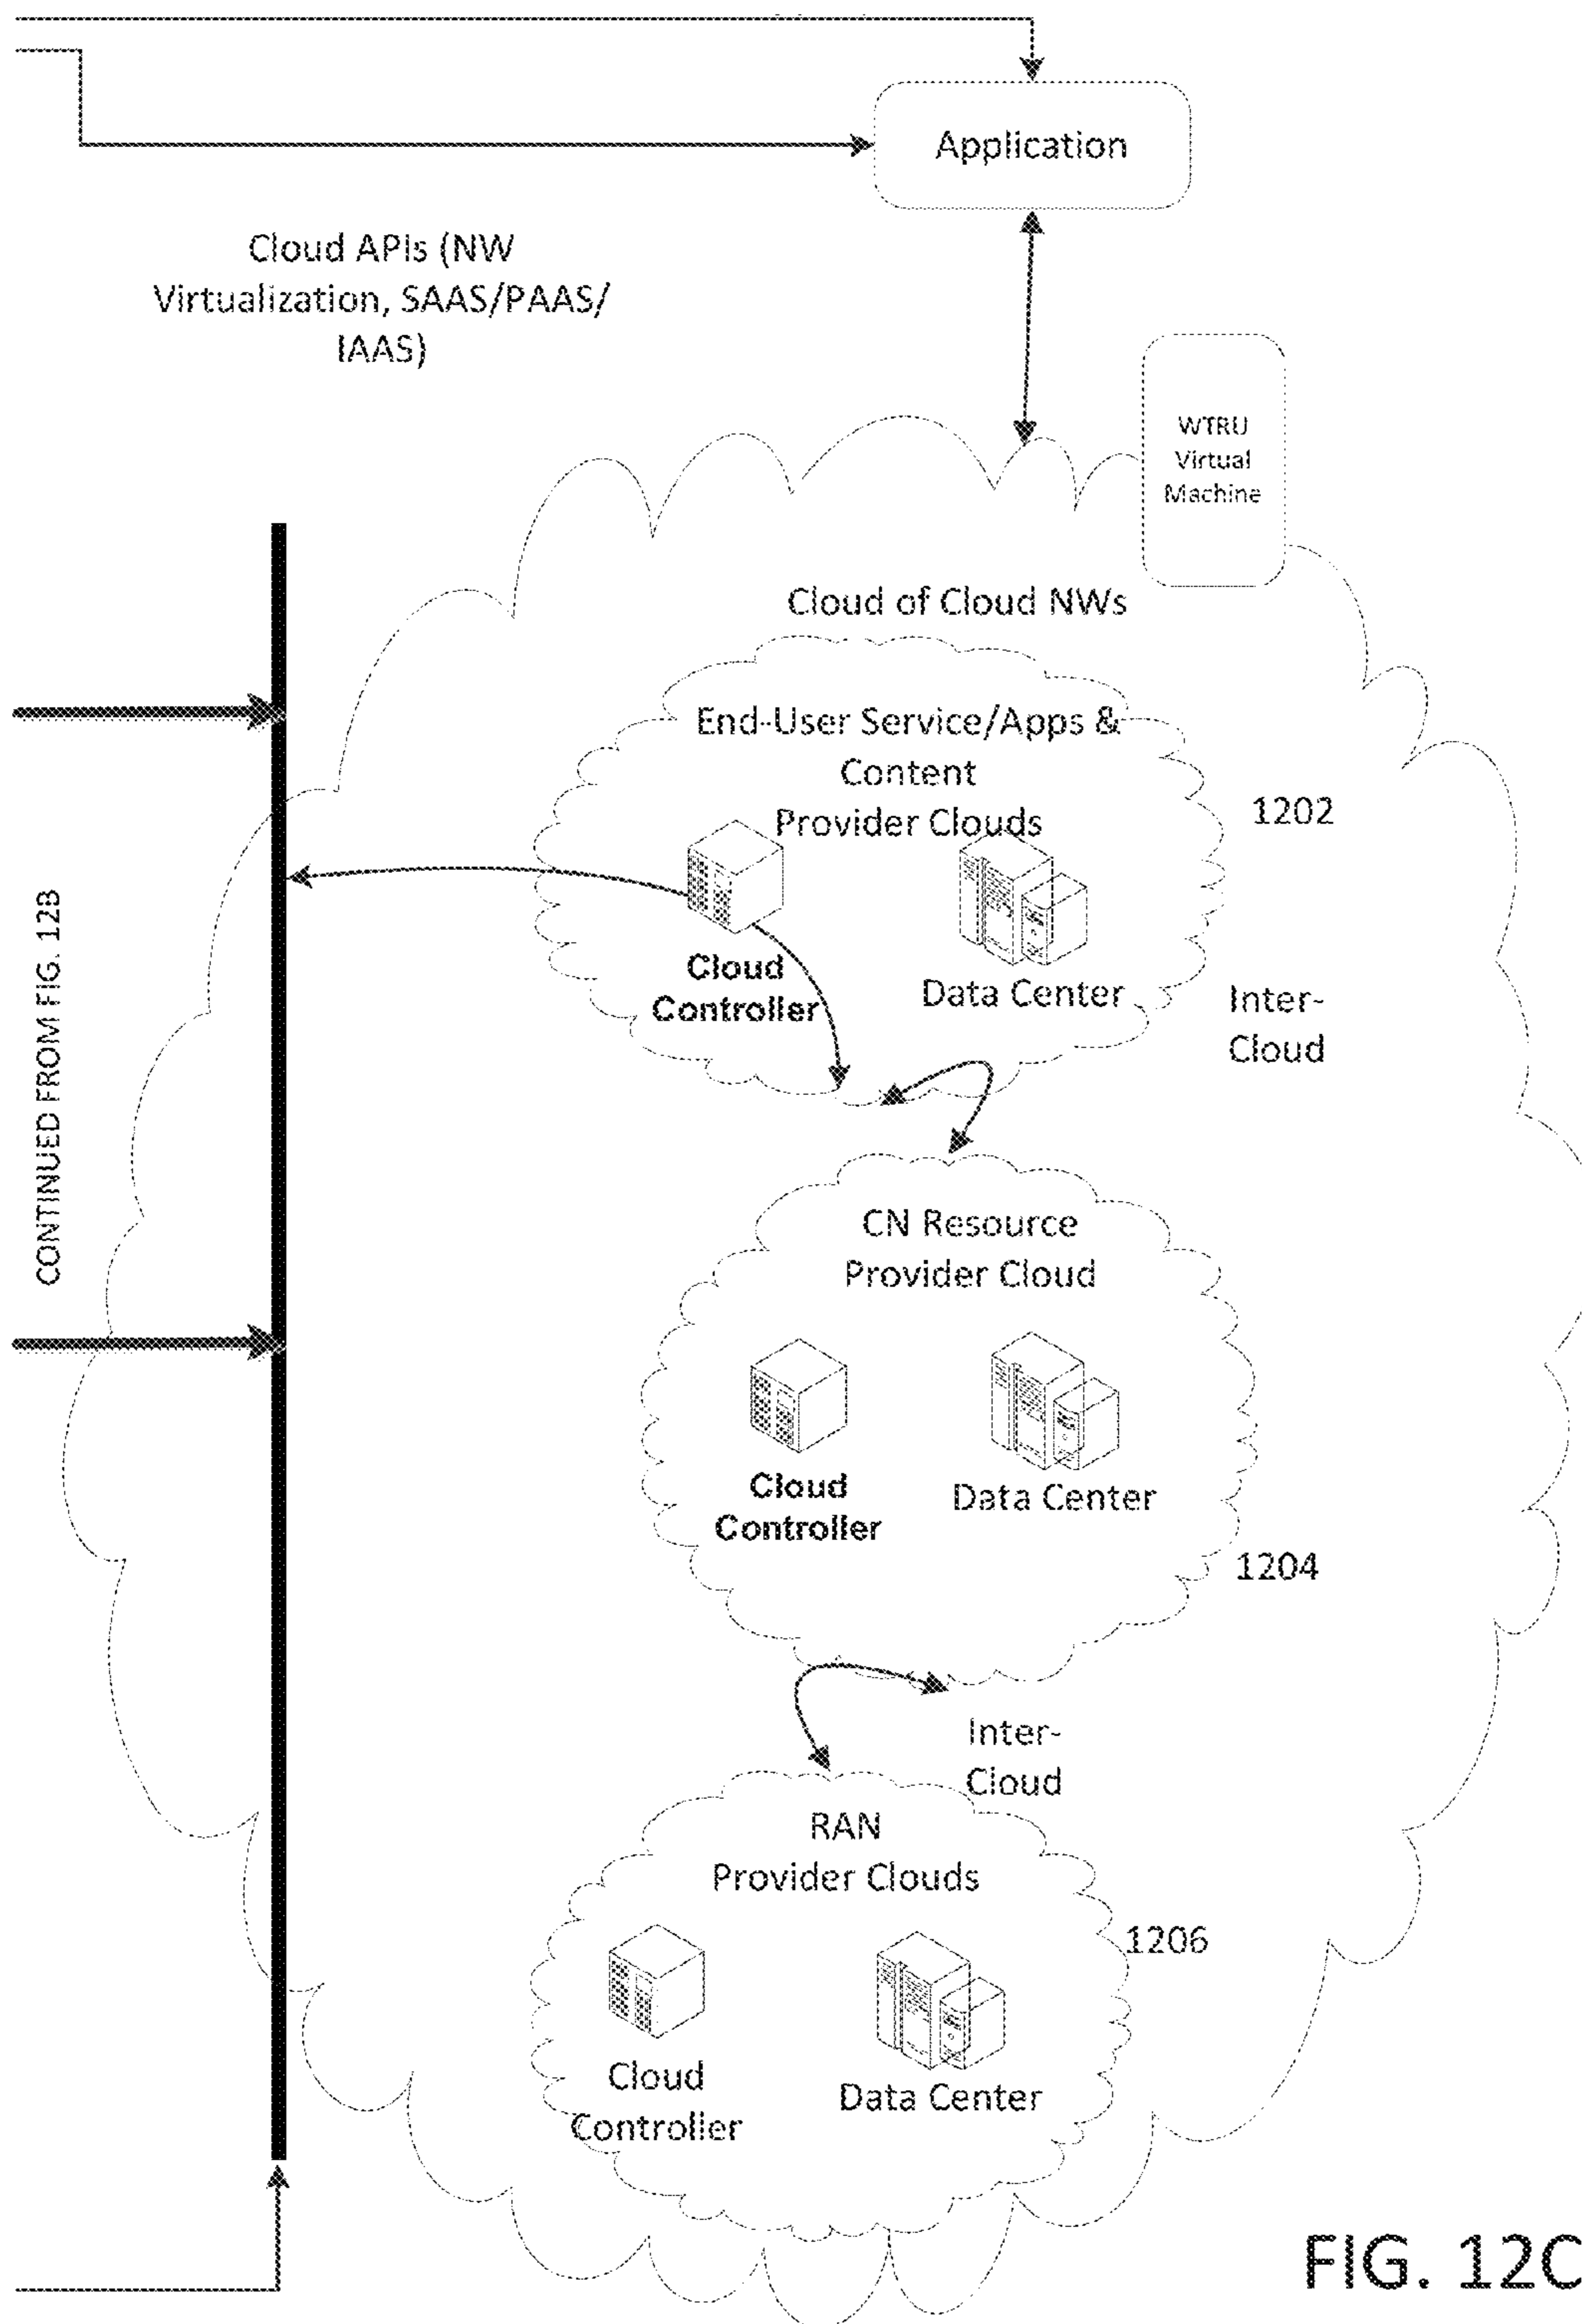 Application
Cloud APIs (NW
Virtualization, SAAS/PAAS/
IAAS)
WTRU
Virtual
Machine
Cloud of Cloud NWs
End-User Service/Apps &
Content
Provider Clouds
1202
CONTINUED FROM FIG. 12B
Cloud
Controller
Data Center
Inter-
Cloud
CN Resource
Provider Cloud
Cloud
Controller
Data Center
1204
Inter-
Cloud
RAN
Provider Clouds
1206
Cloud
Controller
Data Center
FIG. 12C